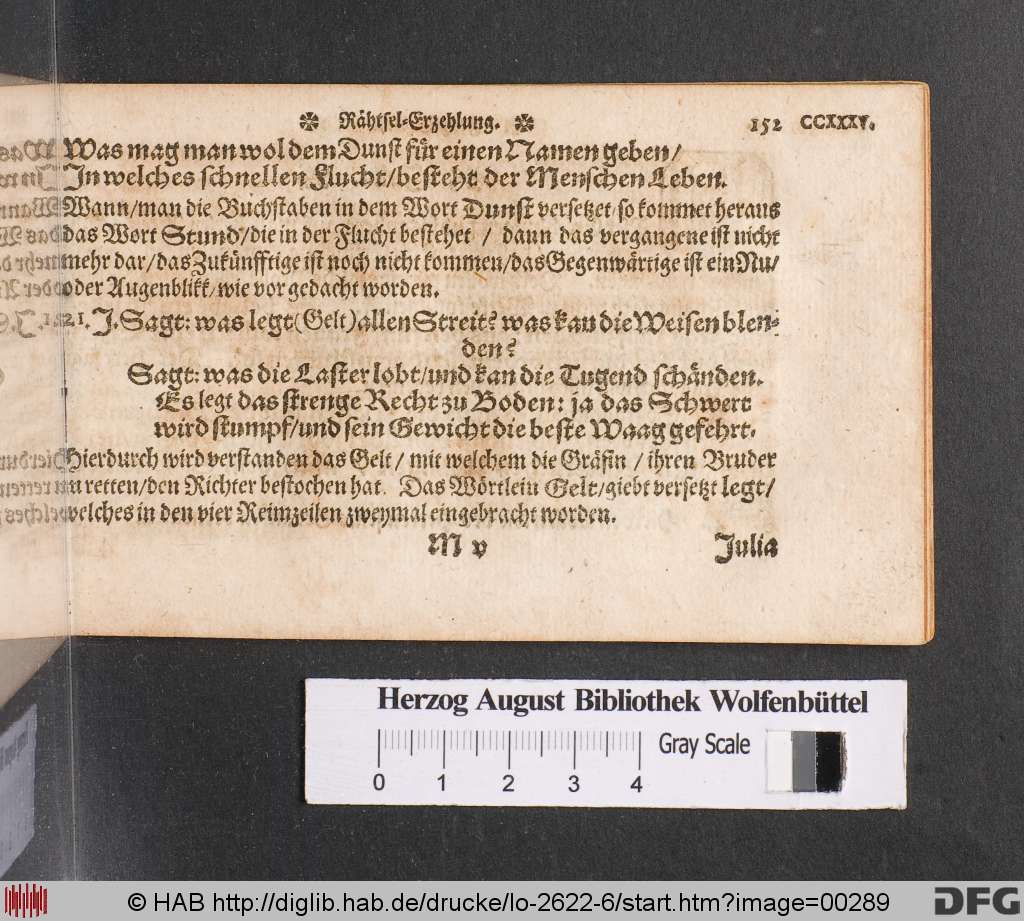 Rähtsel-Erzehlung. 152 CCXXXV.
Was mag man wol dem Dunst für einen Namen geben/
In welches schnellen Flucht/besteht der Menschen Leben.
Wann/man die Buchstaben in dem Wort Dunst versetzet/so kommet heraus
das Wort Stund/die in der Flucht bestehet / dann das vergangene ist nicht
mehr dar/das Zukünfftige ist noch nicht kommen/das Gegenwärtige ist ein Nu/
oder Augenblikk/wie vor gedacht worden.
121. J. Sagt: was legt(Gelt)allen Streit? was kan die Weisen blen-
den?
Sagt: was die Laster lobt/und kan die Tugend schänden.
Es legt das strenge Recht zu Boden: ja das Schwert
wird stumpf/und sein Gewicht die beste Waag gefehrt.
Hierdurch wird verstanden das Gelt / mit welchem die Gräfin / ihren Bruder
zu retten/den Richter bestochen hat. Das Wörtlein Gelt/giebt versetzt legt/
welches in den vier Reimzeilen zweymal eingebracht worden.
M v Julia
Herzog August Bibliothek Wolfenbüttel
Gray Scale
0 1 2 3 4
© HAB http://diglib.hab.de/drucke/lo-2622-6/start.htm?image=00289 DFG